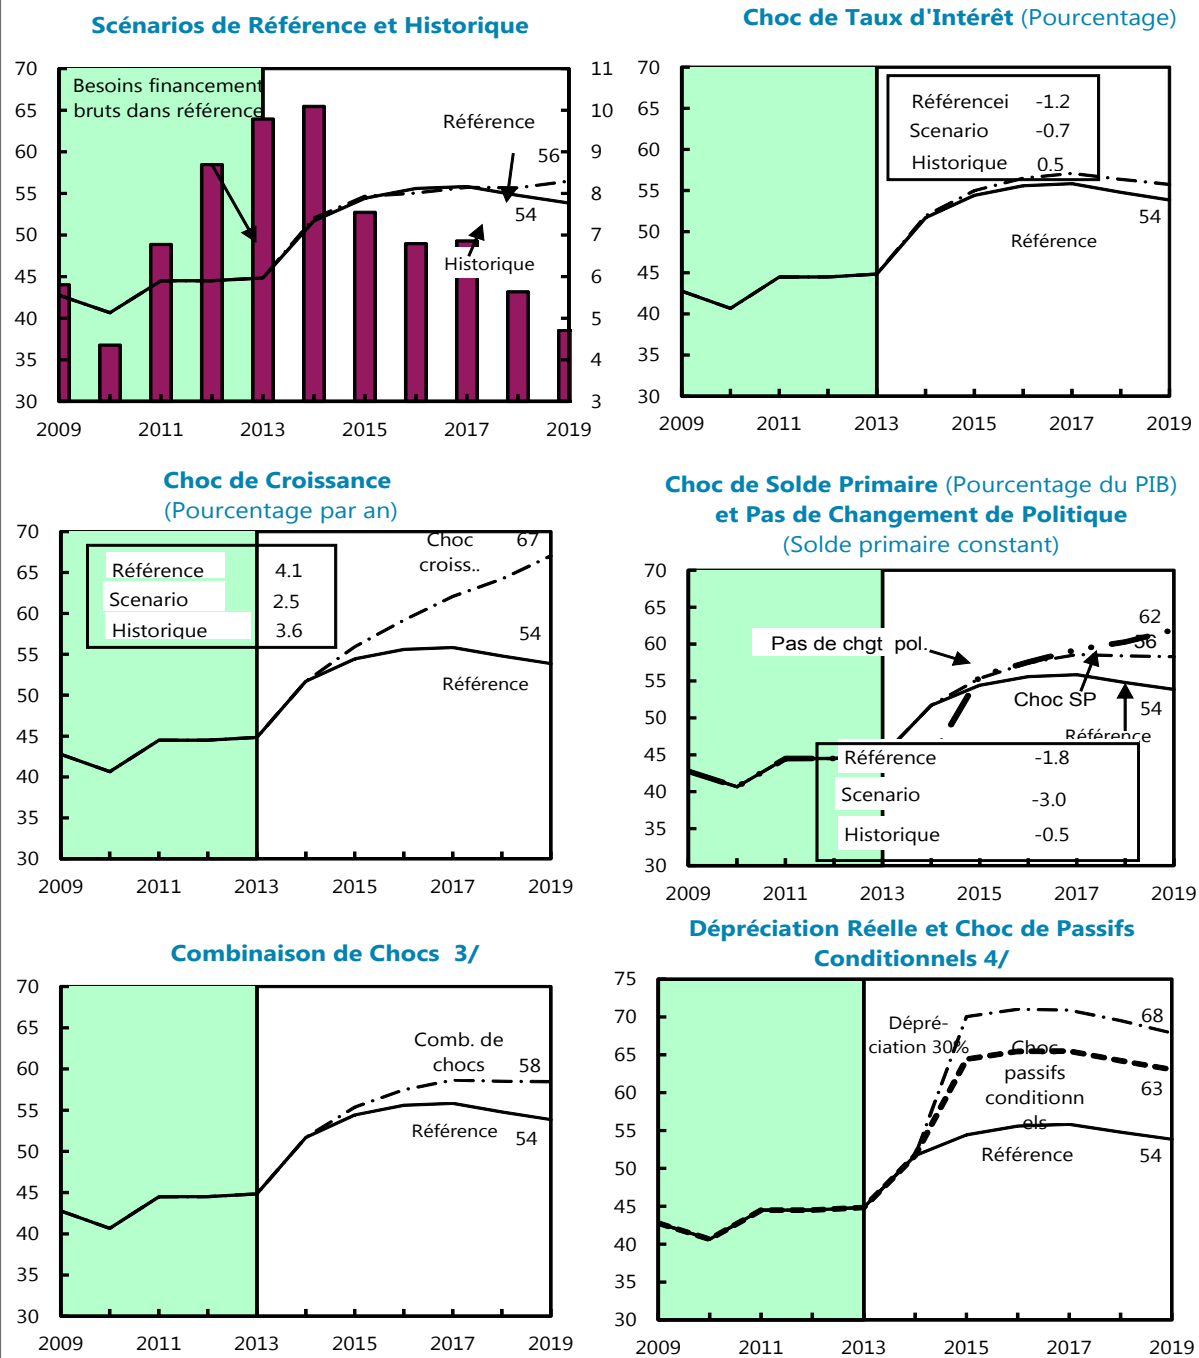 Scénarios de Référence et Historique
70
65
60
55
50
45
40
35
30
11
10
9
8
7
6
5
4
3
Besoins financement
bruts dans référence
Référence
56
54
Historique
2009 2011 2013 2015 2017 2019
Choc de Taux d'Intérêt (Pourcentage)
70
65
60
55
50
45
40
35
30
Référencei -1.2
Scenario -0.7
Historique 0.5
54
Référence
2009 2011 2013 2015 2017 2019
Choc de Croissance
(Pourcentage par an)
70
65
60
55
50
45
40
35
30
Référence 4.1
Scenario 2.5
Historique 3.6
Choc 67
croiss..
54
Référence
2009 2011 2013 2015 2017 2019
Choc de Solde Primaire (Pourcentage du PIB)
et Pas de Changement de Politique
(Solde primaire constant)
70
65
60
55
50
45
40
35
30
62
56
Pas de chgt pol.
Choc SP
54
Référence
Référence -1.8
Scenario -3.0
Historique -0.5
2009 2011 2013 2015 2017 2019
Combinaison de Chocs 3/
70
65
60
55
50
45
40
35
30
Comb. de
chocs 58
Référence 54
2009 2011 2013 2015 2017 2019
Dépréciation Réelle et Choc de Passifs
Conditionnels 4/
75
70
65
60
55
50
45
40
35
30
Dépré-
ciation 30%
68
Choc
passifs
conditionn
els
63
Référence 54
2009 2011 2013 2015 2017 2019